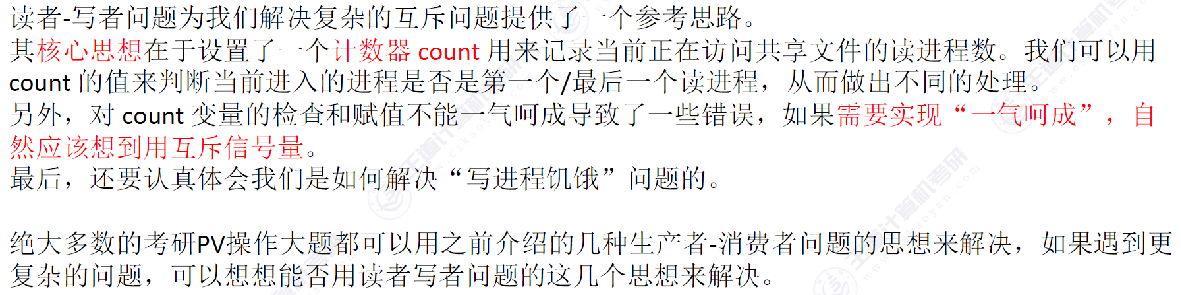 读者-写者问题为我们解决复杂的互斥问题提供了一个参考思路。
其核心思想在于设置了一个计数器 count 用来记录当前正在访问共享文件的读进程数。我们可以用
count 的值来判断当前进入的进程是否是第一个/最后一个读进程，从而做出不同的处理。
另外，对 count 变量的检查和赋值不能一气呵成导致了一些错误，如果需要实现“一气呵成”，自
然应该想到用互斥信号量。
最后，还要认真体会我们是如何解决“写进程饥饿”问题的。
绝大多数的考研PV操作大题都可以用之前介绍的几种生产者-消费者问题的思想来解决，如果遇到更
复杂的问题，可以想想能否用读者写者问题的这几个思想来解决。